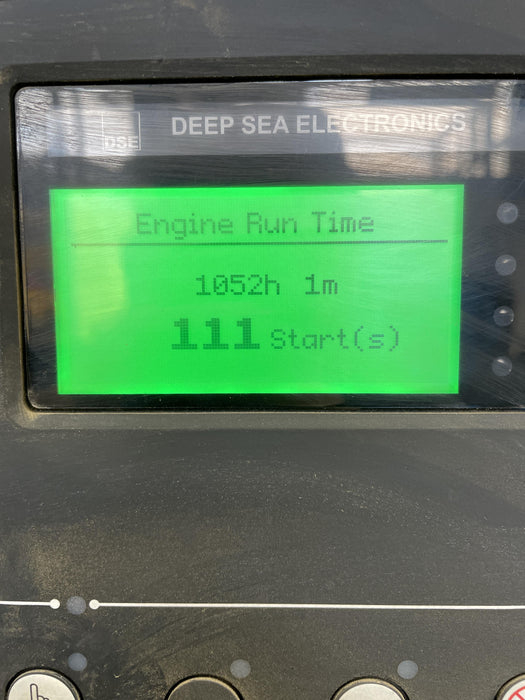 DSE DEEP SEA ELECTRONICS
Engine Run Time
1052h 1m
111 Start(s)